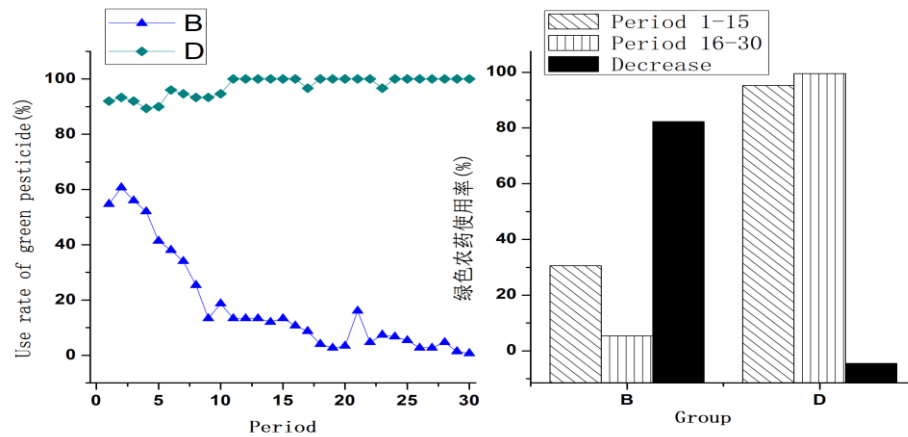 B
D
Use rate of green pesticide(%)
100
80
60
40
20
0
0 5 10 15 20 25 30
Period
Period 1-15
Period 16-30
Decrease
绿色农药使用率(%)
100
80
60
40
20
0
B D
Group